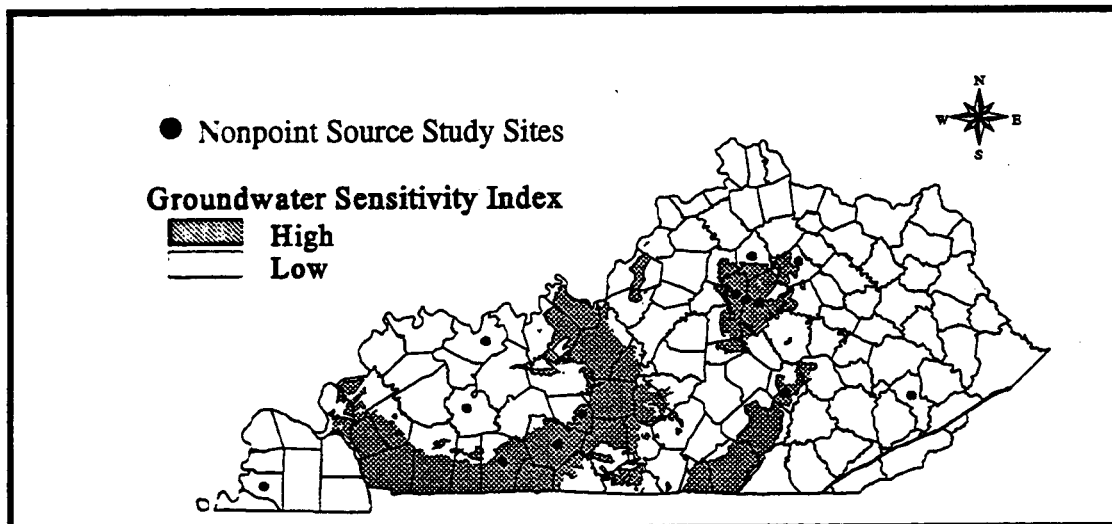 N
W E
S
Nonpoint Source Study Sites
Groundwater Sensitivity Index
High
Low